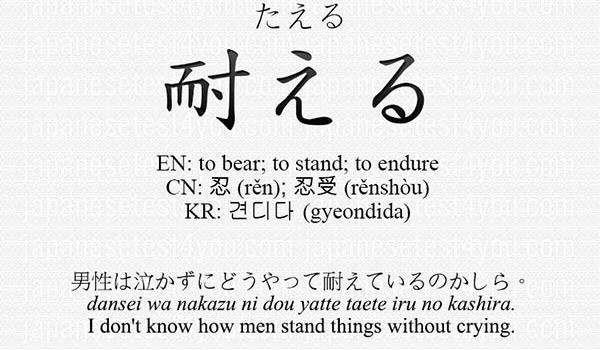 たえる
耐える
EN: to bear; to stand; to endure
CN: 忍 (rěn); 忍受 (rěnshòu)
KR: 견디다 (gyeondida)
男性は泣かずにどうやって耐えているのかしら。
dansei wa nakazu ni dou yatte taete iru no kashira.
I don't know how men stand things without crying.